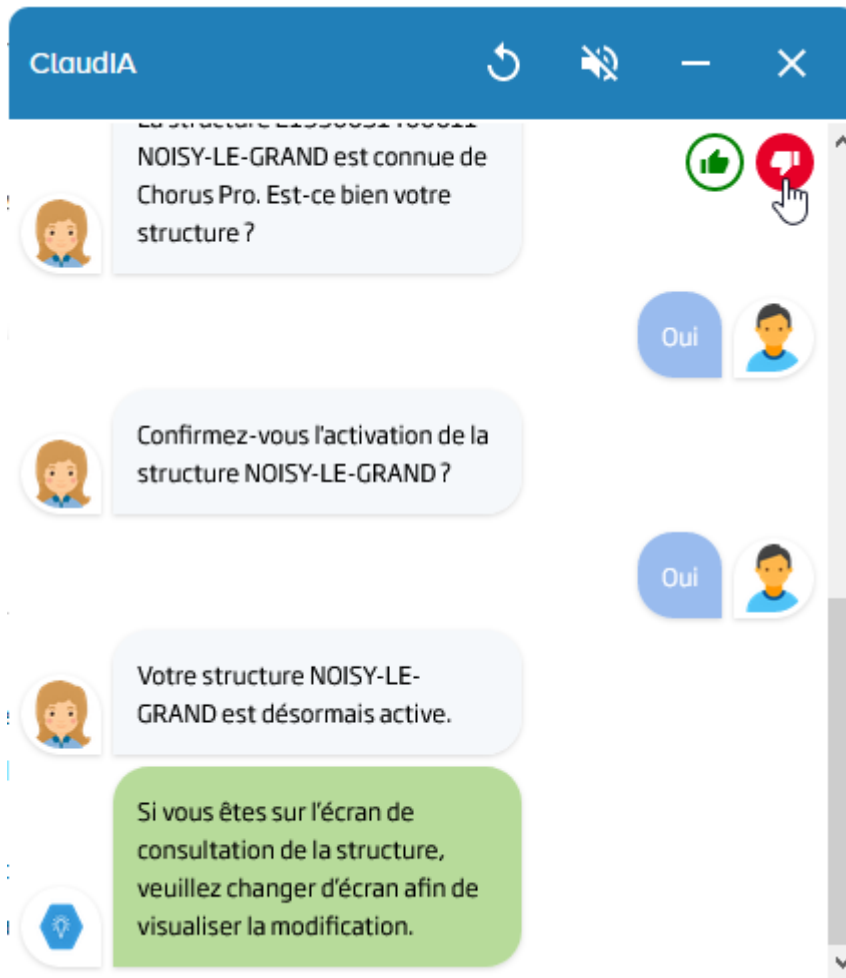 ClaudIA
La structure
NOISY-LE-GRAND est connue de
Chorus Pro. Est-ce bien votre
structure ?
Oui
Confirmez-vous l'activation de la
structure NOISY-LE-GRAND ?
Oui
Votre structure NOISY-LE-
GRAND est désormais active.
Si vous êtes sur l'écran de
consultation de la structure,
veuillez changer d'écran afin de
visualiser la modification.